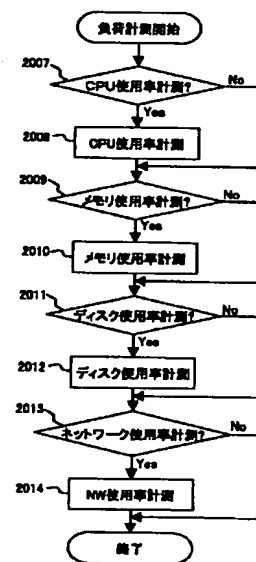 負荷計測開始
2007
CPU使用率計測?
No
Yes
2008
CPU使用率計測
2009
メモリ使用率計測?
No
Yes
2010
メモリ使用率計測
2011
ディスク使用率計測?
No
Yes
2012
ディスク使用率計測
2013
ネットワーク使用率計測?
No
Yes
2014
NW使用率計測
終了